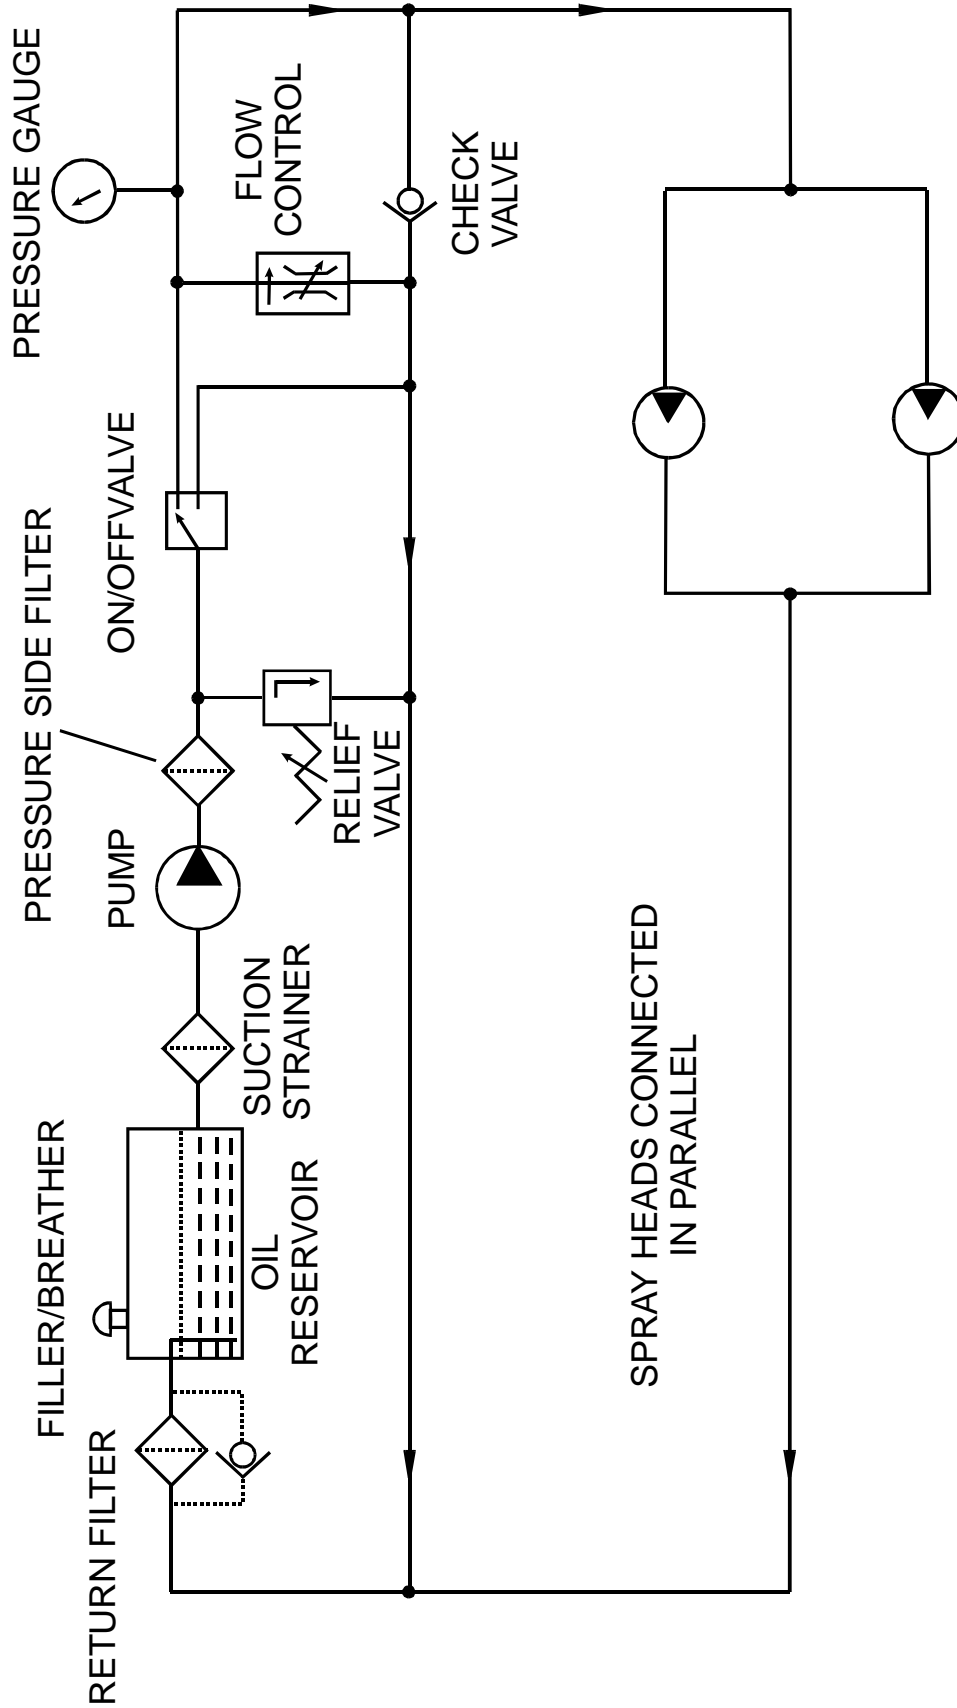 PRESSURE GAUGE
FLOW
CONTROL
CHECK
VALVE
ON/OFFVALVE
PRESSURE SIDE FILTER
RELIEF
VALVE
PUMP
SUCTION
STRAINER
FILLER/BREATHER
OIL
RESERVOIR
RETURN FILTER
SPRAY HEADS CONNECTED
IN PARALLEL